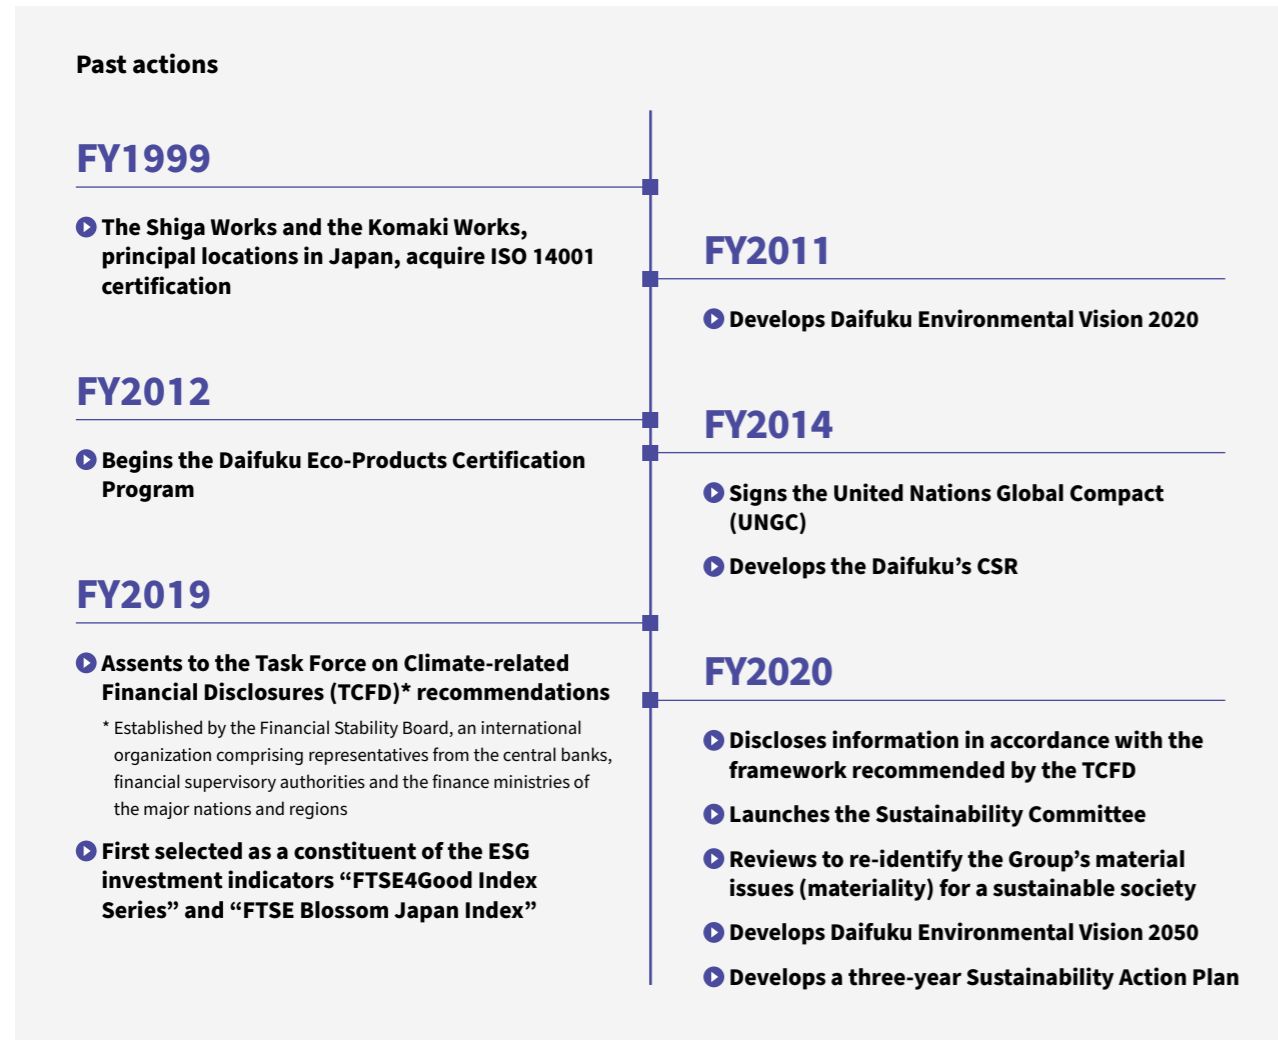 Past actions
FY1999
The Shiga Works and the Komaki Works,
principal locations in Japan, acquire ISO 14001
certification
FY2011
Develops Daifuku Environmental Vision 2020
FY2012
Begins the Daifuku Eco-Products Certification
Program
FY2014
Signs the United Nations Global Compact
(UNGC)
Develops the Daifuku’s CSR
FY2019
Assents to the Task Force on Climate-related
Financial Disclosures (TCFD)* recommendations
* Established by the Financial Stability Board, an international
organization comprising representatives from the central banks,
financial supervisory authorities and the finance ministries of
the major nations and regions
First selected as a constituent of the ESG
investment indicators “FTSE4Good Index
Series” and “FTSE Blossom Japan Index”
FY2020
Discloses information in accordance with the
framework recommended by the TCFD
Launches the Sustainability Committee
Reviews to re-identify the Group’s material
issues (materiality) for a sustainable society
Develops Daifuku Environmental Vision 2050
Develops a three-year Sustainability Action Plan